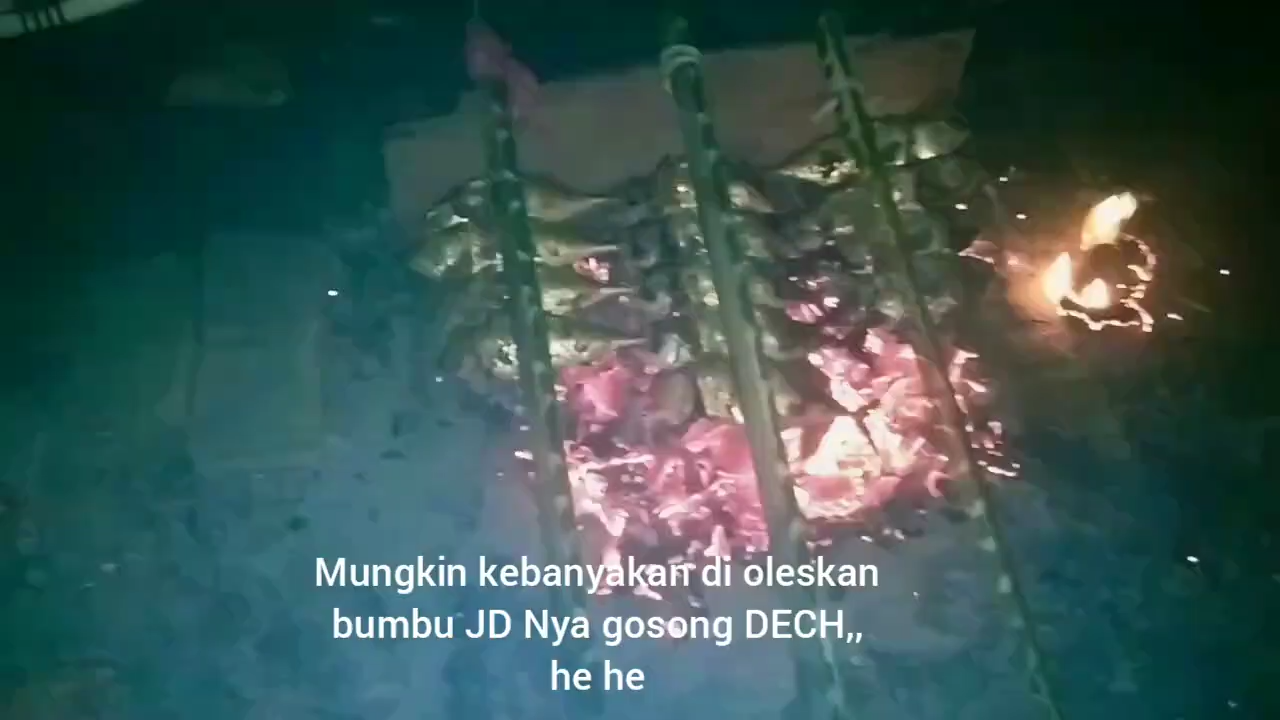 Mungkin kebanyakan di oleskan
bumbu JD Nya gosong DECH,,
he he